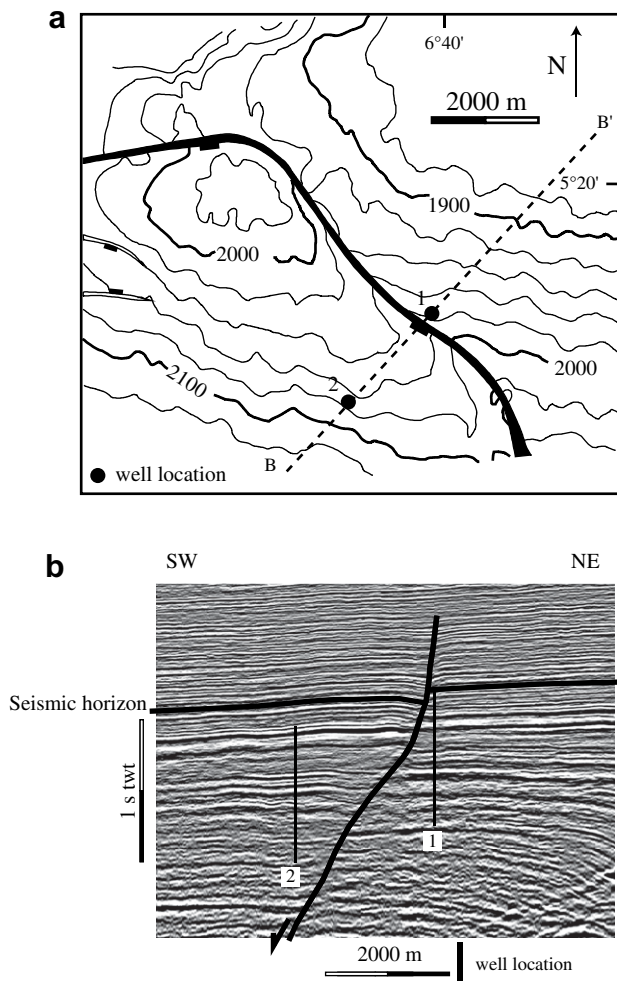 a
6°40'
N
2000 m
B'
5°20'
1900
2000
1
2000
2100
2
B
well location
b
SW
NE
Seismic horizon
1 s twt
1
2
2000 m
well location